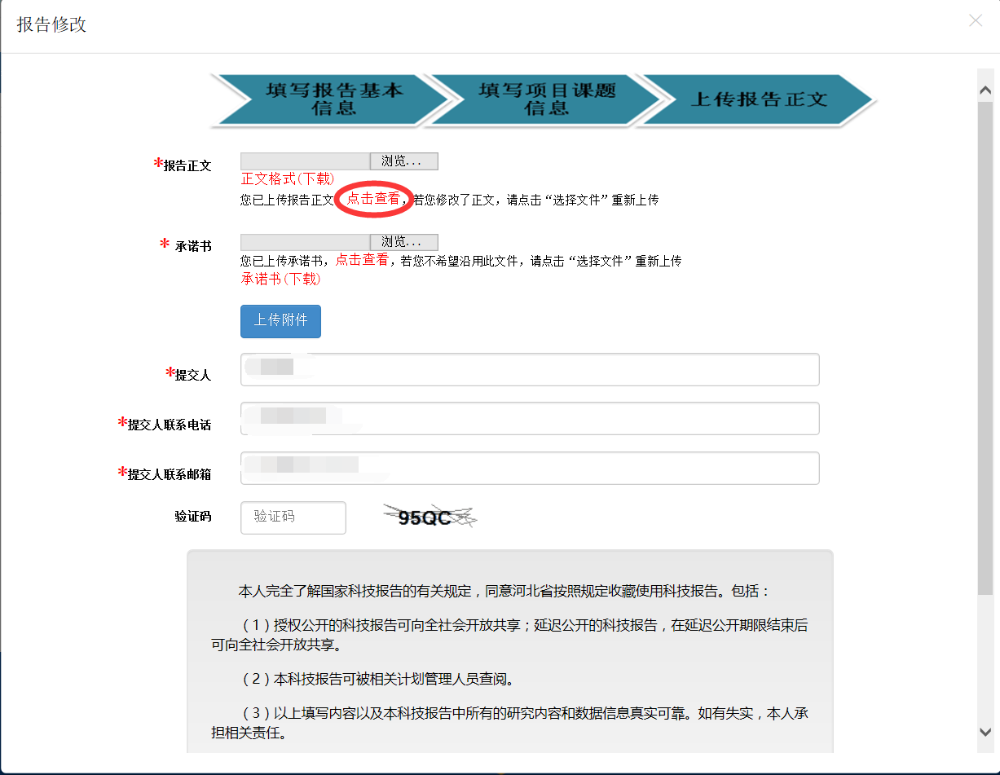 报告修改
填写报告基本
信息
填写项目课题
信息
上传报告正文
*报告正文
浏览...
正文格式(下载)
您已上传报告正文 点击查看，若您修改了正文，请点击“选择文件”重新上传
* 承诺书
浏览...
您已上传承诺书，点击查看，若您不希望沿用此文件，请点击“选择文件”重新上传
承诺书(下载)
上传附件
*提交人
*提交人联系电话
*提交人联系邮箱
验证码
验证码
95QC
本人完全了解国家科技报告的有关规定，同意河北省按照规定收藏使用科技报告。包括：
（1）授权公开的科技报告可向全社会开放共享；延迟公开的科技报告，在延迟公开期限结束后
可向全社会开放共享。
（2）本科技报告可被相关计划管理人员查阅。
（3）以上填写内容以及本科技报告中所有的研究内容和数据信息真实可靠。如有失实，本人承
担相关责任。